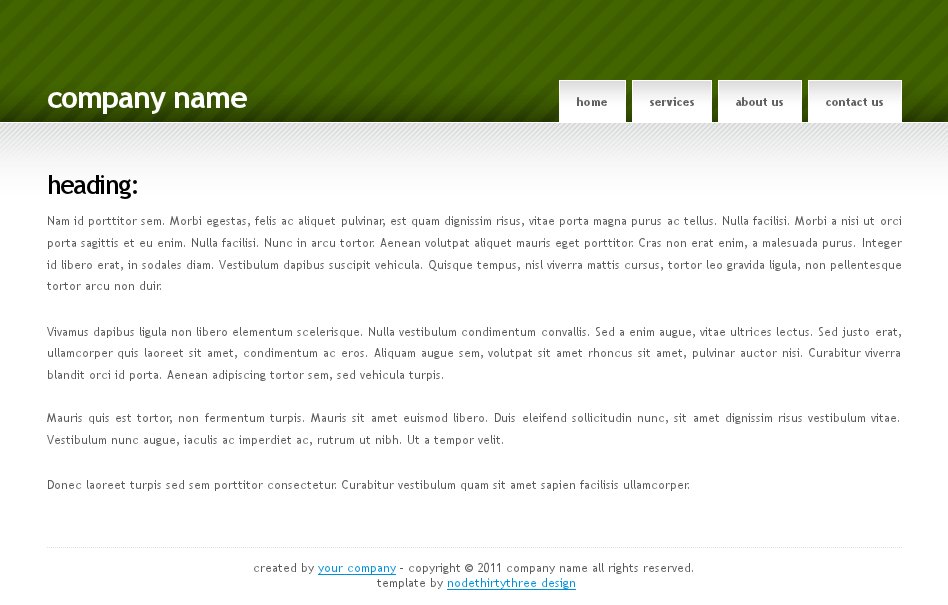 company name
home services about us contact us
heading:
Nam id porttitor sem. Morbi egestas, felis ac aliquet pulvinar, est quam dignissim risus, vitae porta magna purus ac tellus. Nulla facilisi. Morbi a nisi ut orci
porta sagittis et eu enim. Nulla facilisi. Nunc in arcu tortor. Aenean volutpat aliquet mauris eget porttitor. Cras non erat enim, a malesuada purus. Integer
id libero erat, in sodales diam. Vestibulum dapibus suscipit vehicula. Quisque tempus, nisl viverra mattis cursus, tortor leo gravida ligula, non pellentesque
tortor arcu non duir.
Vivamus dapibus ligula non libero elementum scelerisque. Nulla vestibulum condimentum convallis. Sed a enim augue, vitae ultrices lectus. Sed justo erat,
ullamcorper quis laoreet sit amet, condimentum ac eros. Aliquam augue sem, volutpat sit amet rhoncus sit amet, pulvinar auctor nisi. Curabitur viverra
blandit orci id porta. Aenean adipiscing tortor sem, sed vehicula turpis.
Mauris quis est tortor, non fermentum turpis. Mauris sit amet euismod libero. Duis eleifend sollicitudin nunc, sit amet dignissim risus vestibulum vitae.
Vestibulum nunc augue, iaculis ac imperdiet ac, rutrum ut nibh. Ut a tempor velit.
Donec laoreet turpis sed sem porttitor consectetur. Curabitur vestibulum quam sit amet sapien facilisis ullamcorper.
created by your company - copyright © 2011 company name all rights reserved.
template by nodethirtythree design